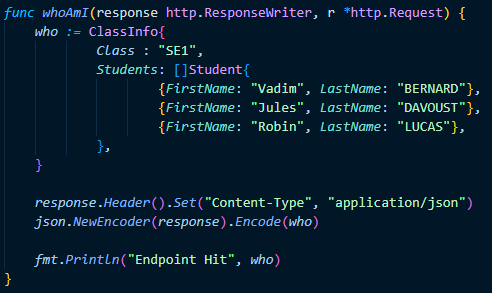 func whoAmI(response http.ResponseWriter, r *http.Request) {
    who := ClassInfo{
            Class : "SE1",
            Students: []Student{
                    {FirstName: "Vadim", LastName: "BERNARD"},
                    {FirstName: "Jules", LastName: "DAVOUST"},
                    {FirstName: "Robin", LastName: "LUCAS"},
            },
    }

    response.Header().Set("Content-Type", "application/json")
    json.NewEncoder(response).Encode(who)

    fmt.Println("Endpoint Hit", who)
}